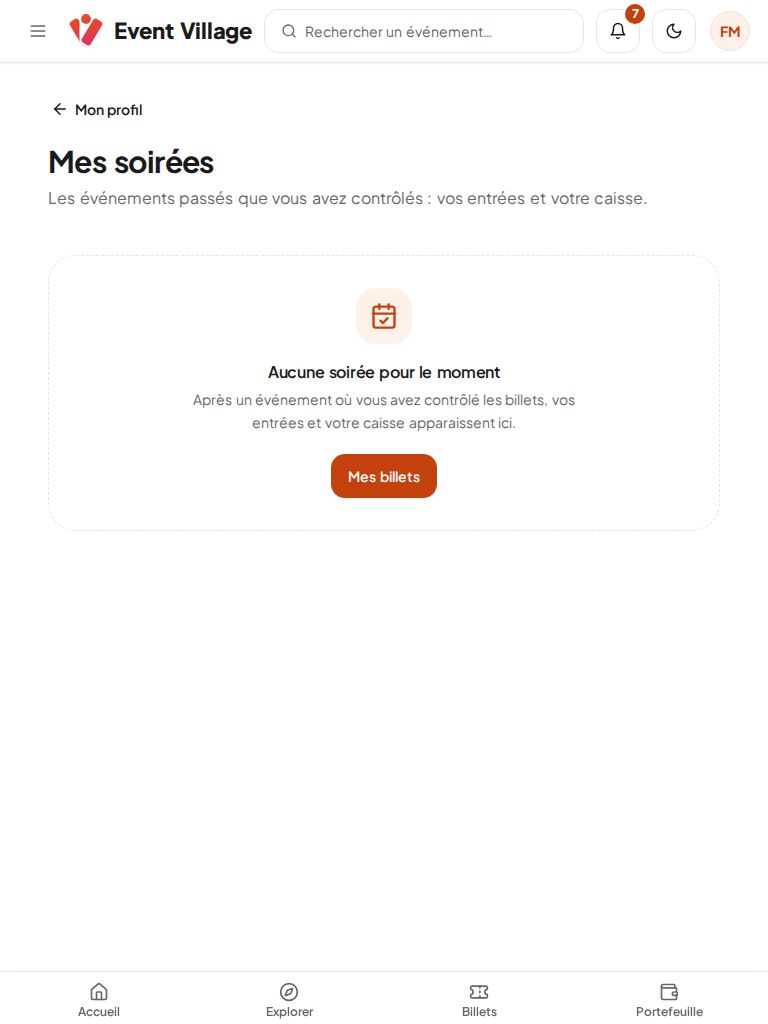 Event Village
Rechercher un événement...
7
FM
Mon profil
Mes soirées
Les événements passés que vous avez contrôlés : vos entrées et votre caisse.
Aucune soirée pour le moment
Après un événement où vous avez contrôlé les billets, vos
entrées et votre caisse apparaissent ici.
Mes billets
Accueil
Explorer
Billets
Portefeuille